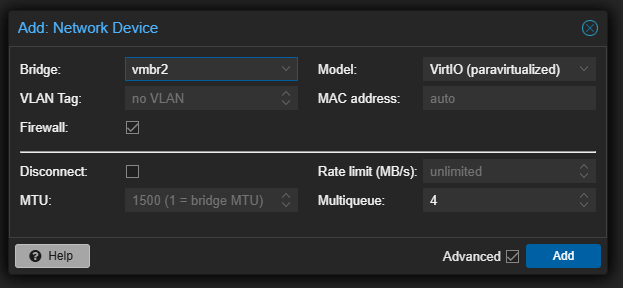 Add: Network Device
Bridge: vmbr2 Model: VirtIO (paravirtualized)
VLAN Tag: no VLAN MAC address: auto
Firewall:
Disconnect: Rate limit (MB/s): unlimited
MTU: 1500 (1 = bridge MTU) Multiqueue: 4
? Help Advanced Add